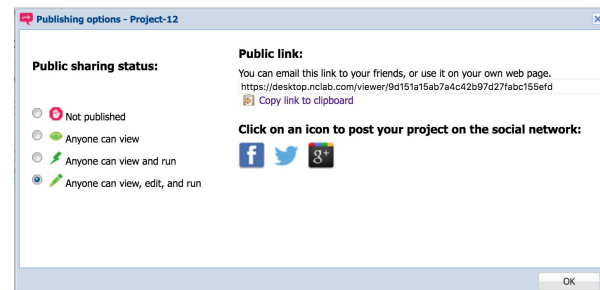 Publishing options - Project-12
Public sharing status:
Not published
Anyone can view
Anyone can view and run
Anyone can view, edit, and run
Public link:
You can email this link to your friends, or use it on your own web page.
https://desktop.nclab.com/viewer/9d151a15ab7a4c42b97d27fabc155efd
Copy link to clipboard
Click on an icon to post your project on the social network:
f
g+
OK